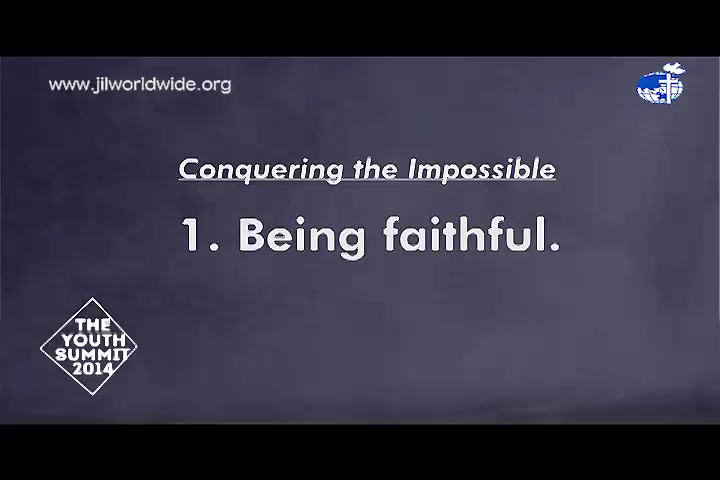 www.jilworldwide.org
Conquering the Impossible
1. Being faithful.
THE
YOUTH
SUMMIT
2014